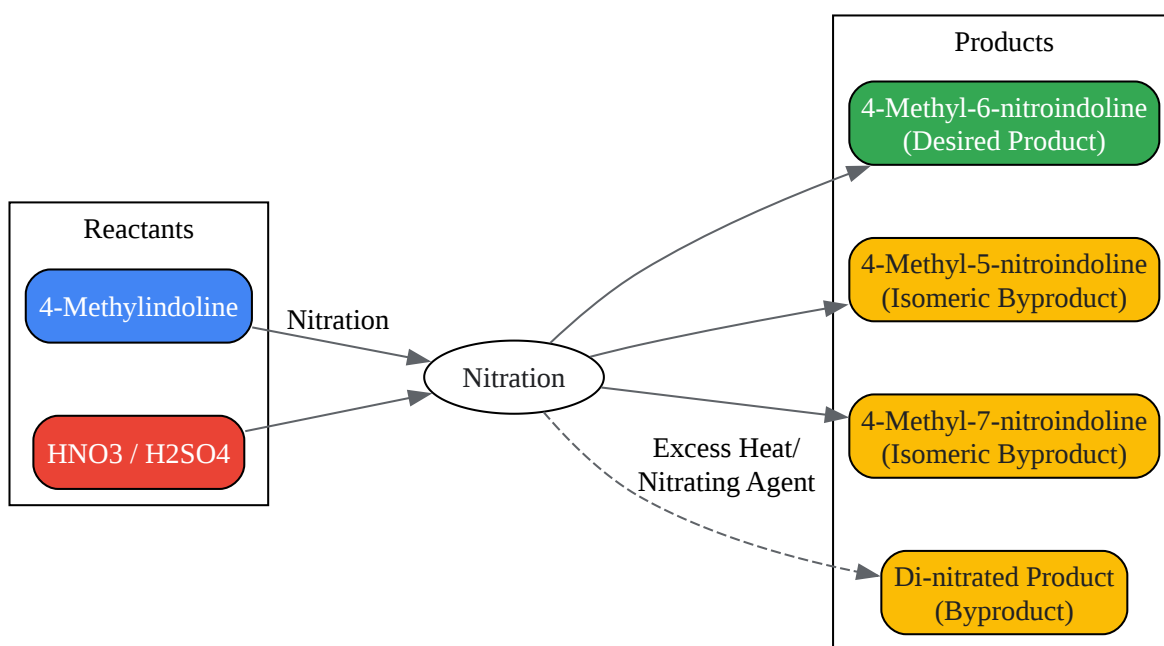 Reactants
4-Methylindoline
HNO3 / H2SO4
Nitration
Nitration
Excess Heat/
Nitrating Agent
Products
4-Methyl-6-nitroindoline
(Desired Product)
4-Methyl-5-nitroindoline
(Isomeric Byproduct)
4-Methyl-7-nitroindoline
(Isomeric Byproduct)
Di-nitrated Product
(Byproduct)